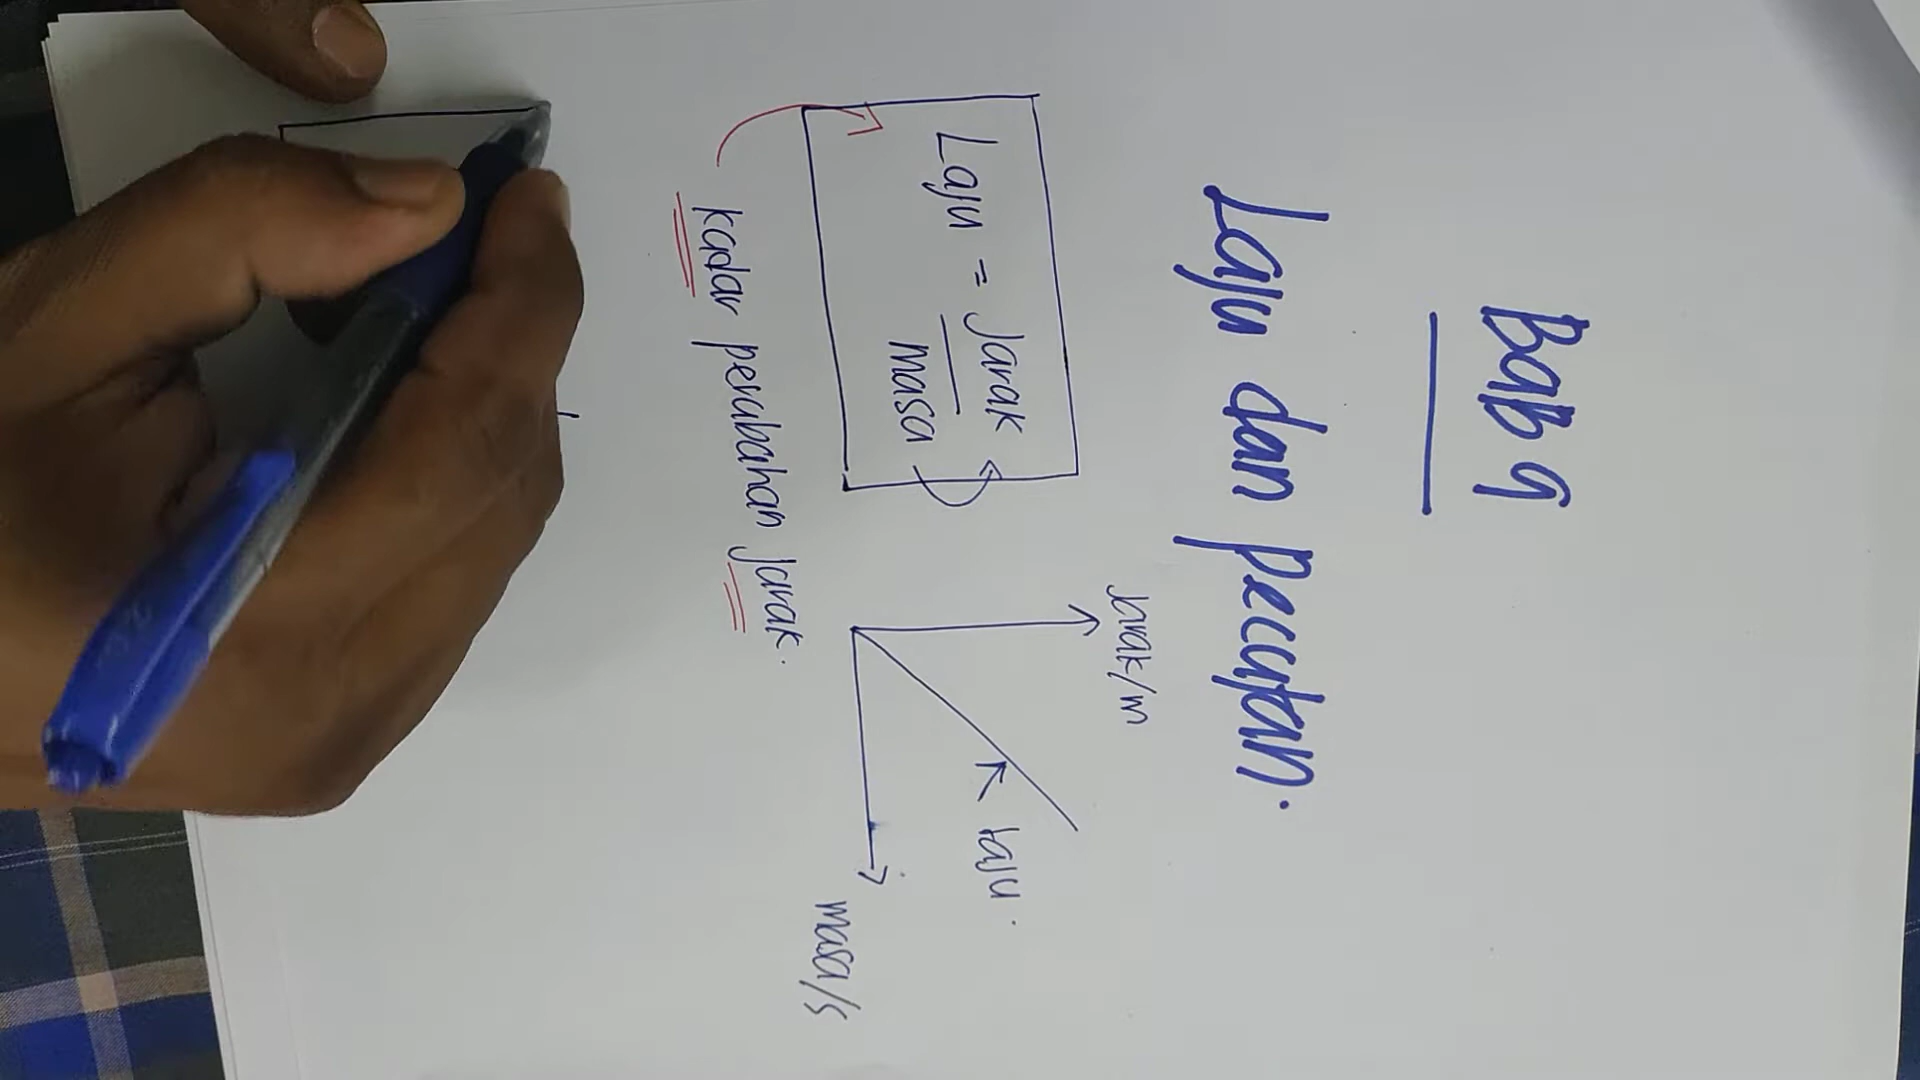 Bab 9
Laju dan pecutan.
Laju = Jarak
masa
kadar perubahan jarak.
Jarak/m
laju.
masa/s